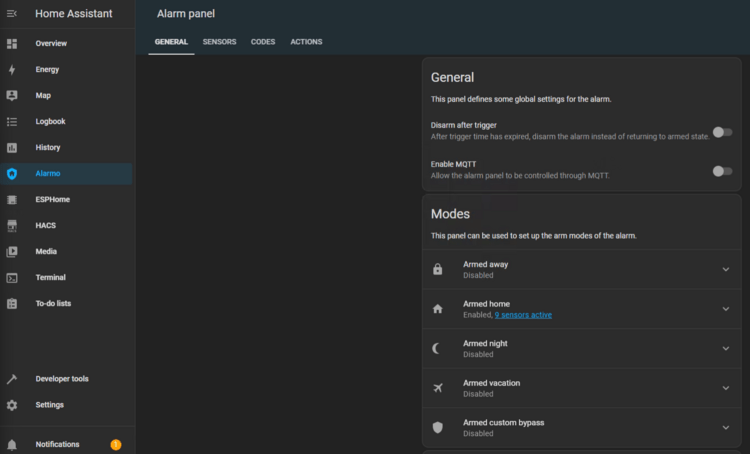 Home Assistant
Overview
Energy
Map
Logbook
History
Alarmo
ESPHome
HACS
Media
Terminal
To-do lists
Developer tools
Settings
Notifications
1
Alarm panel
GENERAL SENSORS CODES ACTIONS
General
This panel defines some global settings for the alarm.
Disarm after trigger
After trigger time has expired, disarm the alarm instead of returning to armed state.
Enable MQTT
Allow the alarm panel to be controlled through MQTT.
Modes
This panel can be used to set up the arm modes of the alarm.
Armed away
Disabled
Armed home
Enabled, 9 sensors active
Armed night
Disabled
Armed vacation
Disabled
Armed custom bypass
Disabled